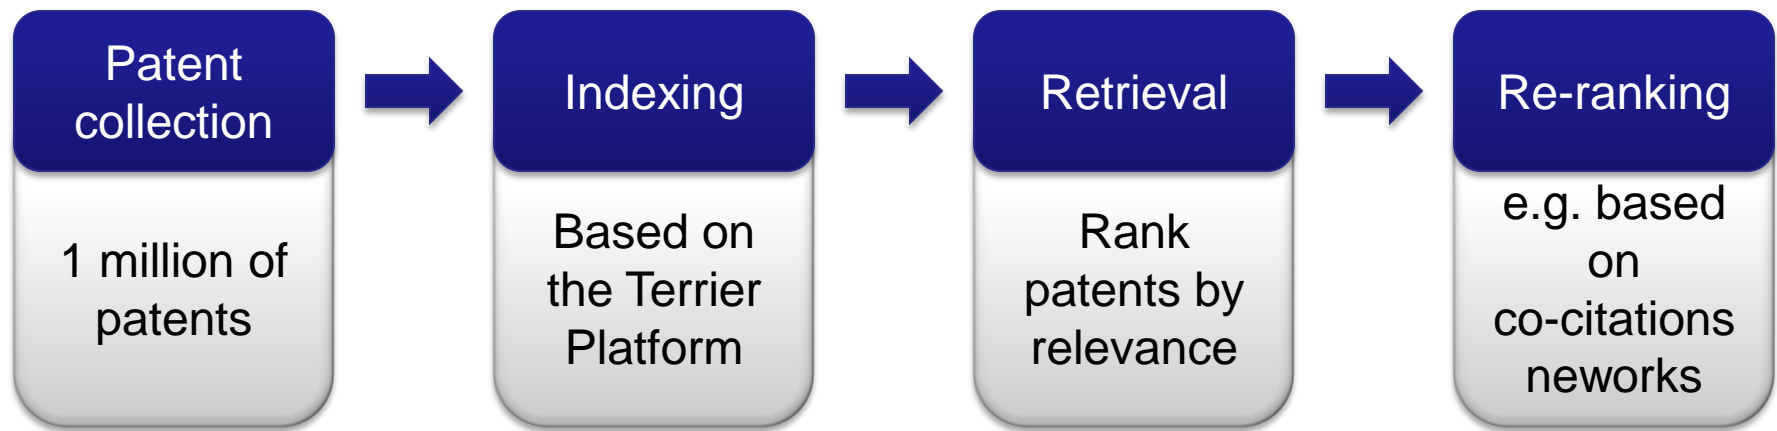 Patent
collection
1 million of
patents
Indexing
Based on
the Terrier
Platform
Retrieval
Rank
patents by
relevance
Re-ranking
e.g. based
on
co-citations
neworks